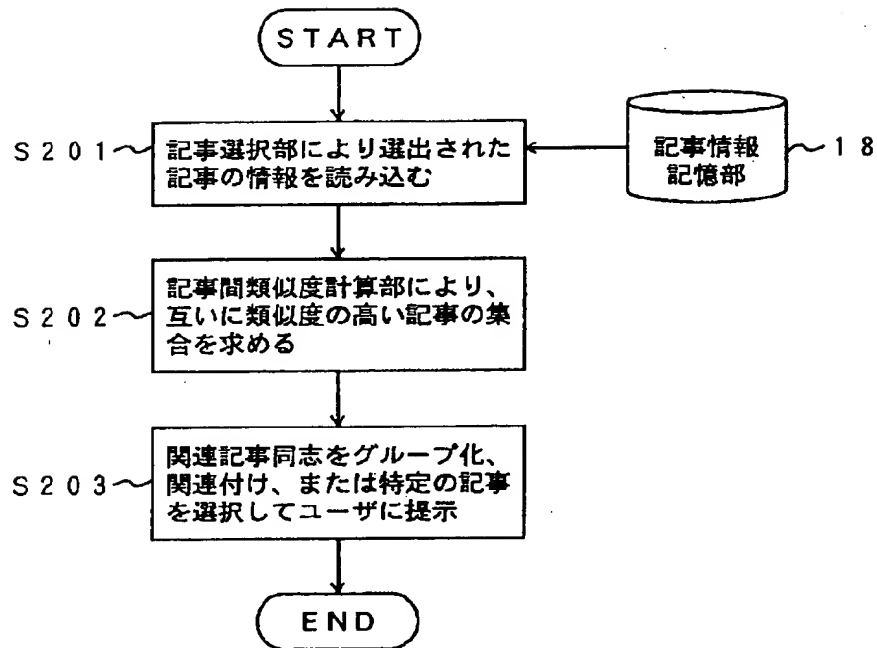 START
S201
記事選択部により選出された
記事の情報を読み込む
記事情報
記憶部
18
S202
記事間類似度計算部により、
互いに類似度の高い記事の集
合を求める
S203
関連記事同志をグループ化、
関連付け、または特定の記事
を選択してユーザに提示
END